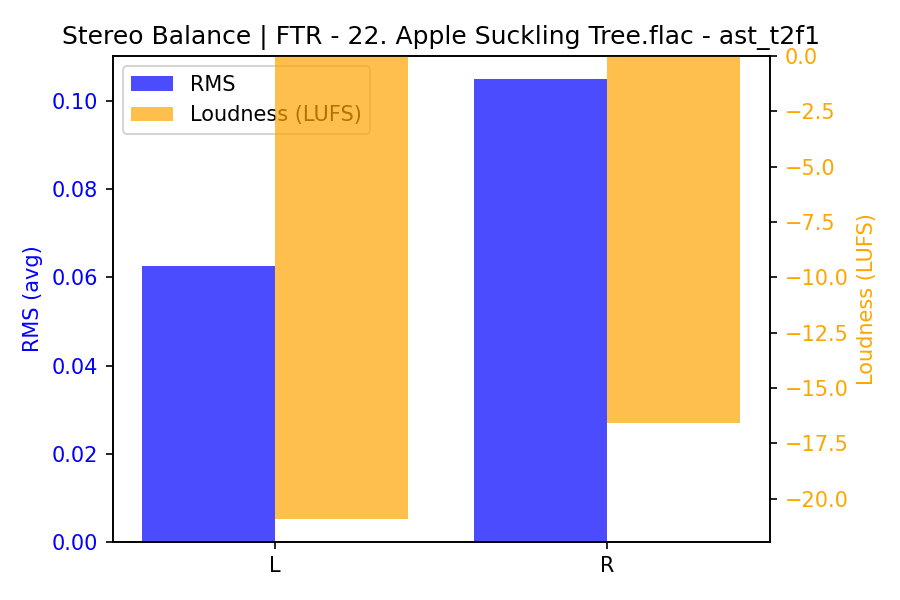 Stereo Balance | FTR - 22. Apple Suckling Tree.flac - ast_t2f1
RMS
Loudness (LUFS)
RMS (avg)
0.10
0.08
0.06
0.04
0.02
0.00
0.0
−2.5
−5.0
−7.5
−10.0
−12.5
−15.0
−17.5
−20.0
Loudness (LUFS)
L
R